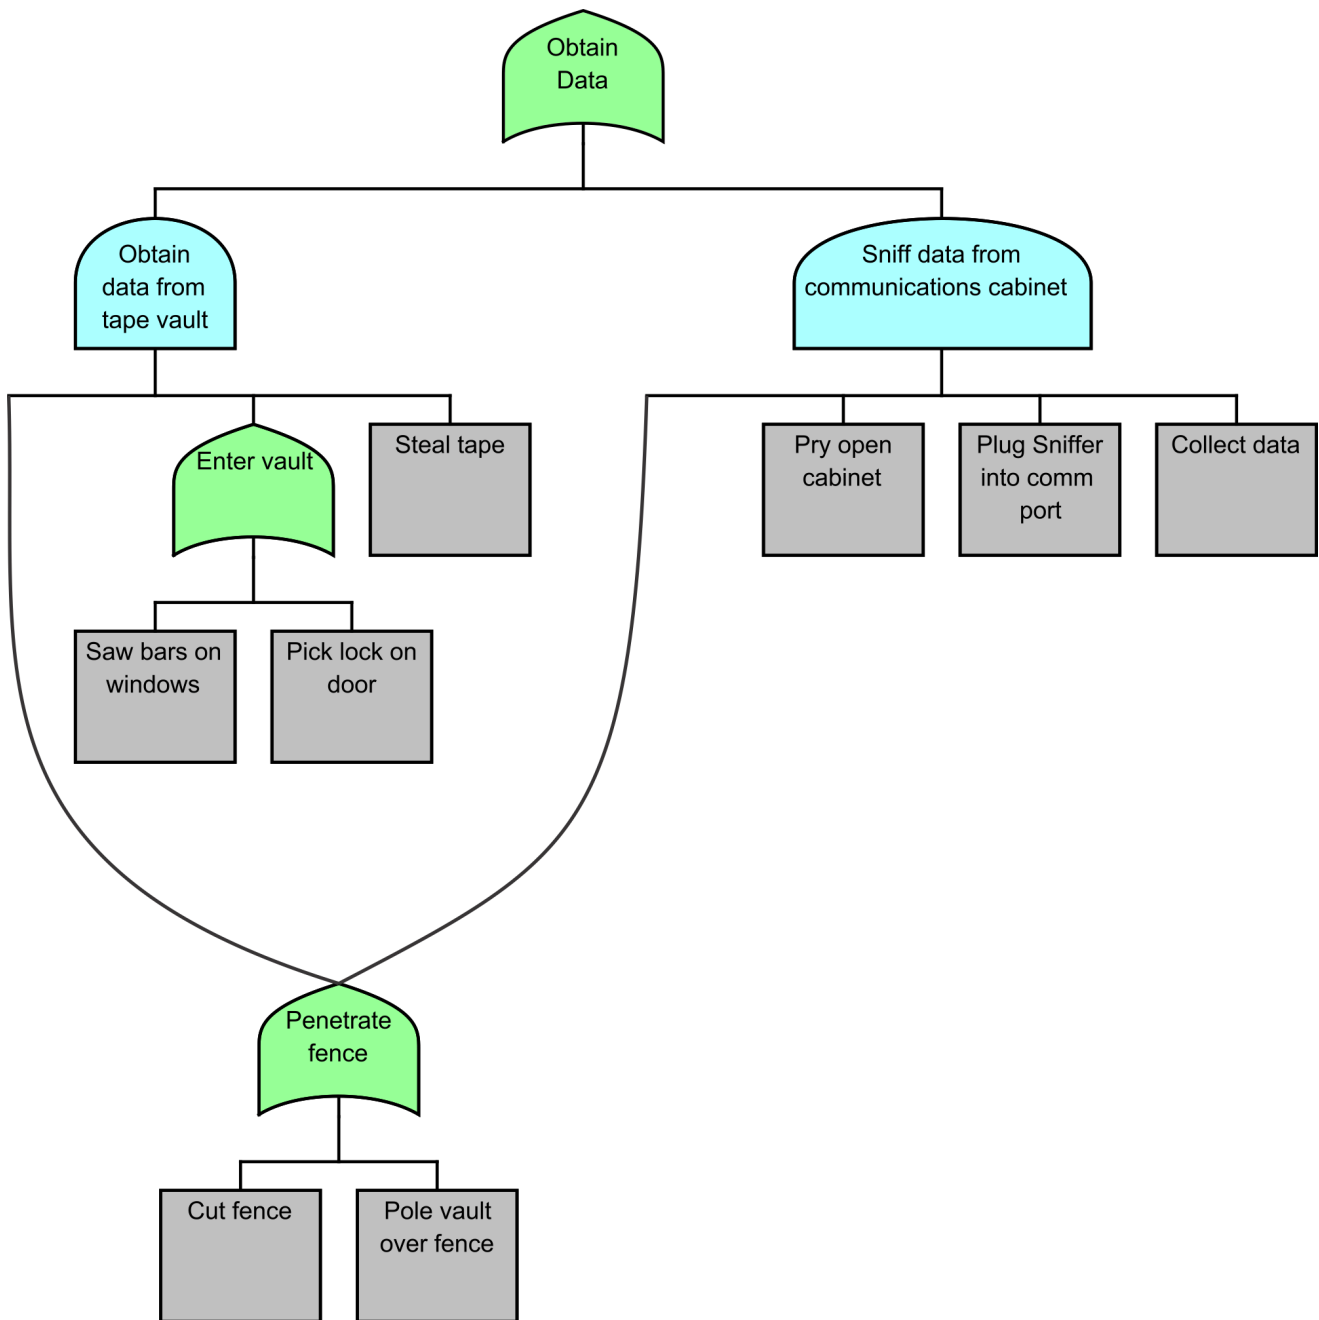 Obtain
Data
Obtain
data from
tape vault
Sniff data from
communications cabinet
Enter vault
Steal tape
Pry open
cabinet
Plug Sniffer
into comm
port
Collect data
Saw bars on
windows
Pick lock on
door
Penetrate
fence
Cut fence
Pole vault
over fence